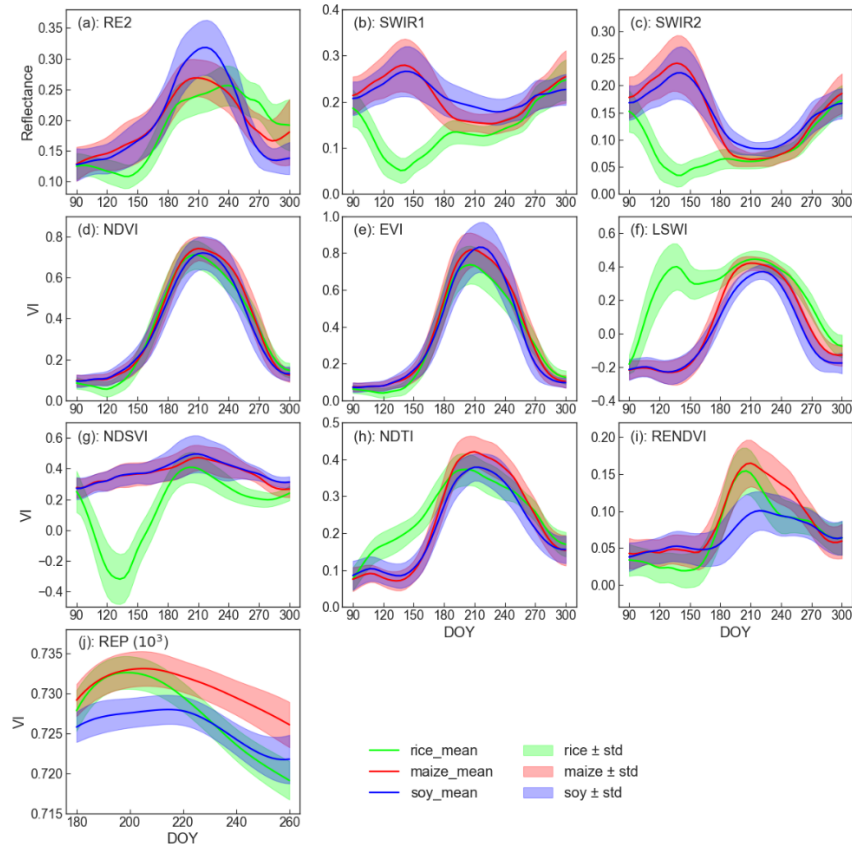 (a): RE2
(b): SWIR1
(c): SWIR2
Reflectance
0.35
0.30
0.25
0.20
0.15
0.10
90 120 150 180 210 240 270 300
0.4
0.3
0.2
0.1
0.0
90 120 150 180 210 240 270 300
0.30
0.25
0.20
0.15
0.10
0.05
0.00
90 120 150 180 210 240 270 300
(d): NDVI
(e): EVI
(f): LSWI
VI
0.8
0.6
0.4
0.2
0.0
90 120 150 180 210 240 270 300
1.0
0.8
0.6
0.4
0.2
0.0
90 120 150 180 210 240 270 300
0.6
0.4
0.2
0.0
−0.2
−0.4
90 120 150 180 210 240 270 300
(g): NDSVI
(h): NDTI
(i): RENDVI
VI
0.6
0.4
0.2
0.0
−0.2
−0.4
90 120 150 180 210 240 270 300
0.5
0.4
0.3
0.2
0.1
0.0
90 120 150 180 210 240 270 300
DOY
0.20
0.15
0.10
0.05
0.00
90 120 150 180 210 240 270 300
DOY
(j): REP (10³)
VI
0.735
0.730
0.725
0.720
0.715
180 200 220 240 260
DOY
rice_mean
maize_mean
soy_mean
rice ± std
maize ± std
soy ± std